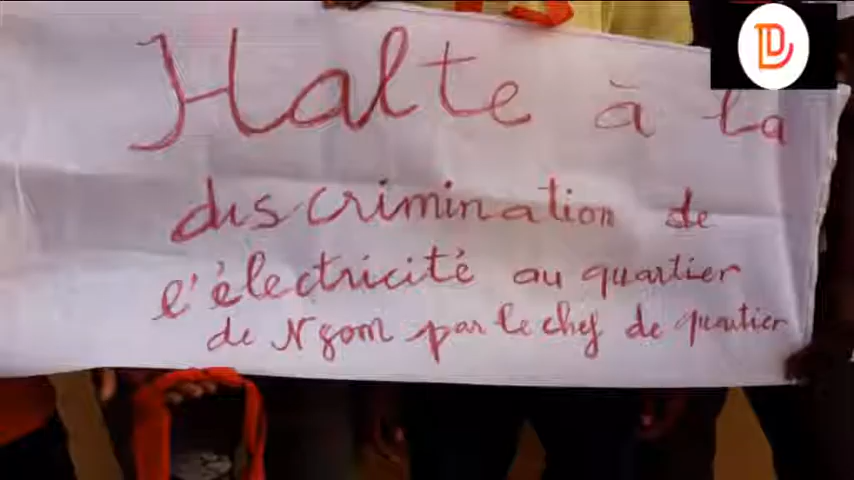 Halte à la
discrimination de
l'électricité au quartier
de Ngom par le chef de quartier